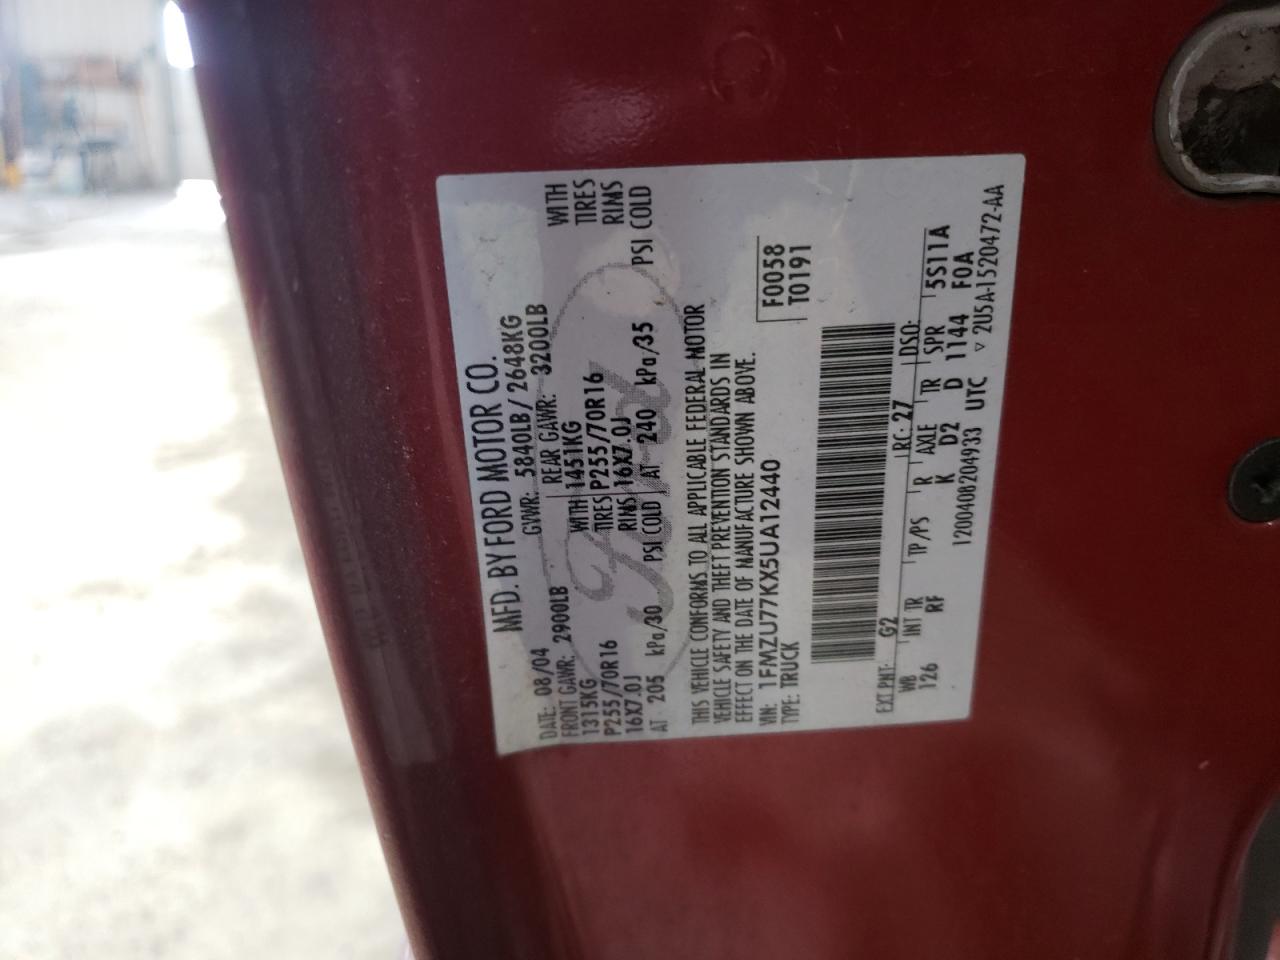 MFD. BY FORD MOTOR CO.
DATE: 08/04 GVWR: 5840LB/2648KG
FRONT GAWR: 2900LB REAR GAWR: 3200LB
1315KG WITH 1451KG WITH
P255/70R16 TIRES P255/70R16 TIRES
16X7.0J RIMS 16X7.0J RIMS
AT 205 kPa/30 PSI COLD AT 240 kPa/35 PSI COLD
Ford
THIS VEHICLE CONFORMS TO ALL APPLICABLE FEDERAL MOTOR
VEHICLE SAFETY AND THEFT PREVENTION STANDARDS IN
EFFECT ON THE DATE OF MANUFACTURE SHOWN ABOVE.
VIN: 1FMZU77KX5UA12440 F0058
TYPE: TRUCK T0191
EXT PNT: G2 RC: 27 DSO:
WB INT TR TP/PS R AXLE TR SPR 5S11A
126 RF K D2 D 1144 F0A
1200408204933 UTC ▽ 2U5A-1520472-AA